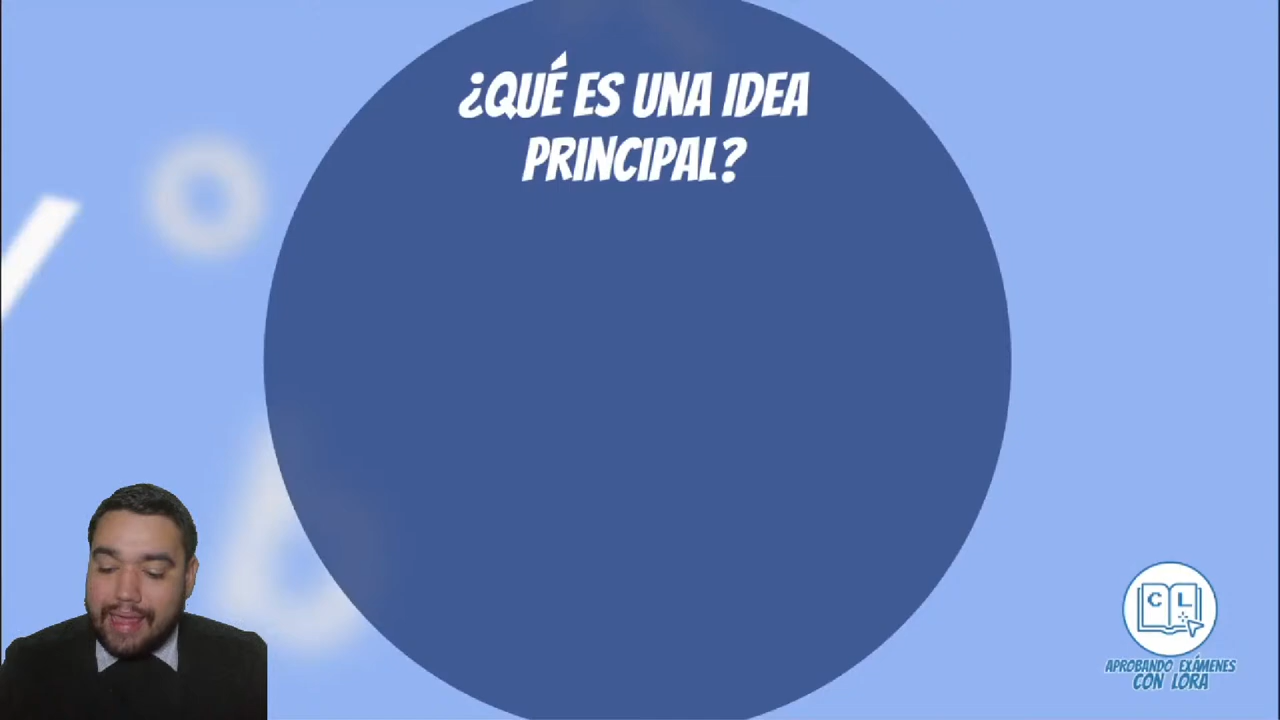 ¿QUÉ ES UNA IDEA
PRINCIPAL?
C L
APROBANDO EXÁMENES
CON LORA